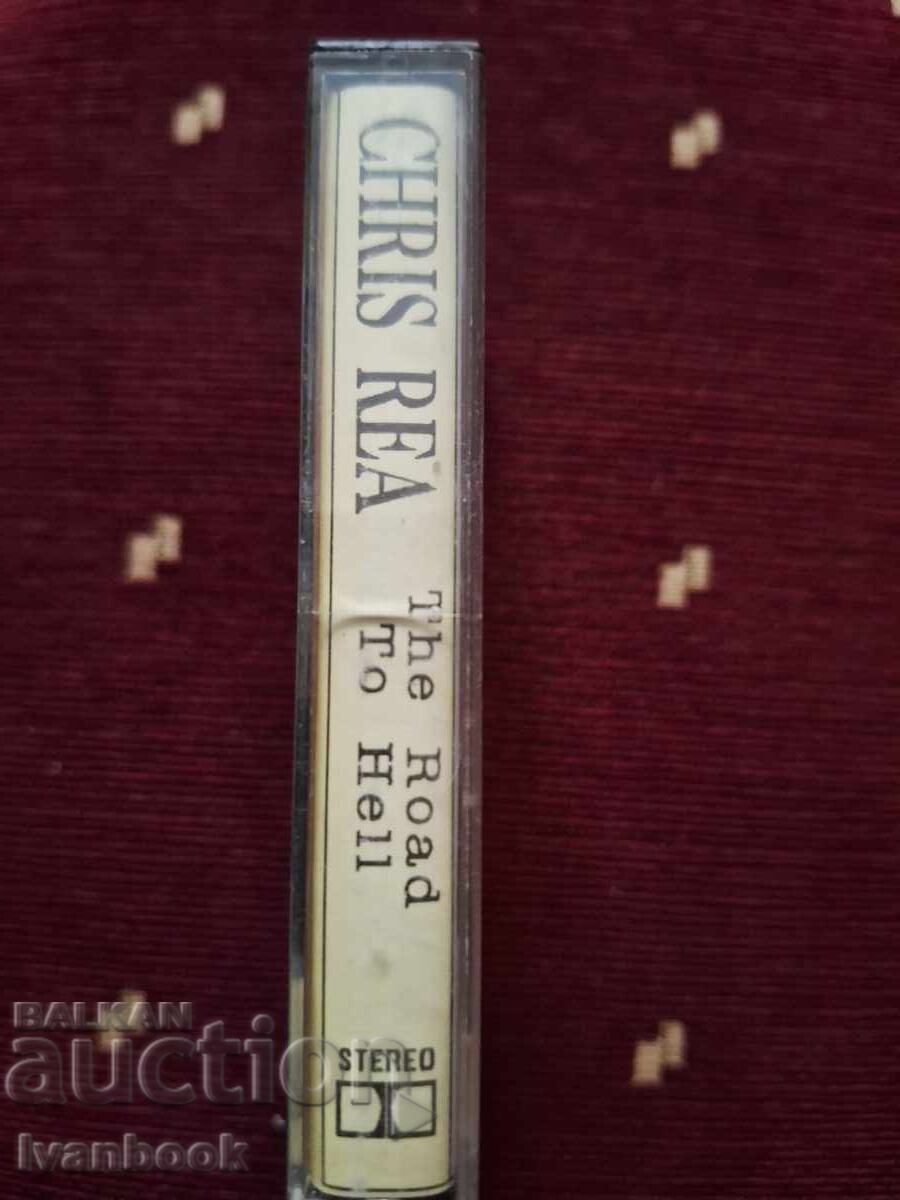 CHRIS REA
The Road
To Hell
STEREO
BALKAN
auction
Ivanbook